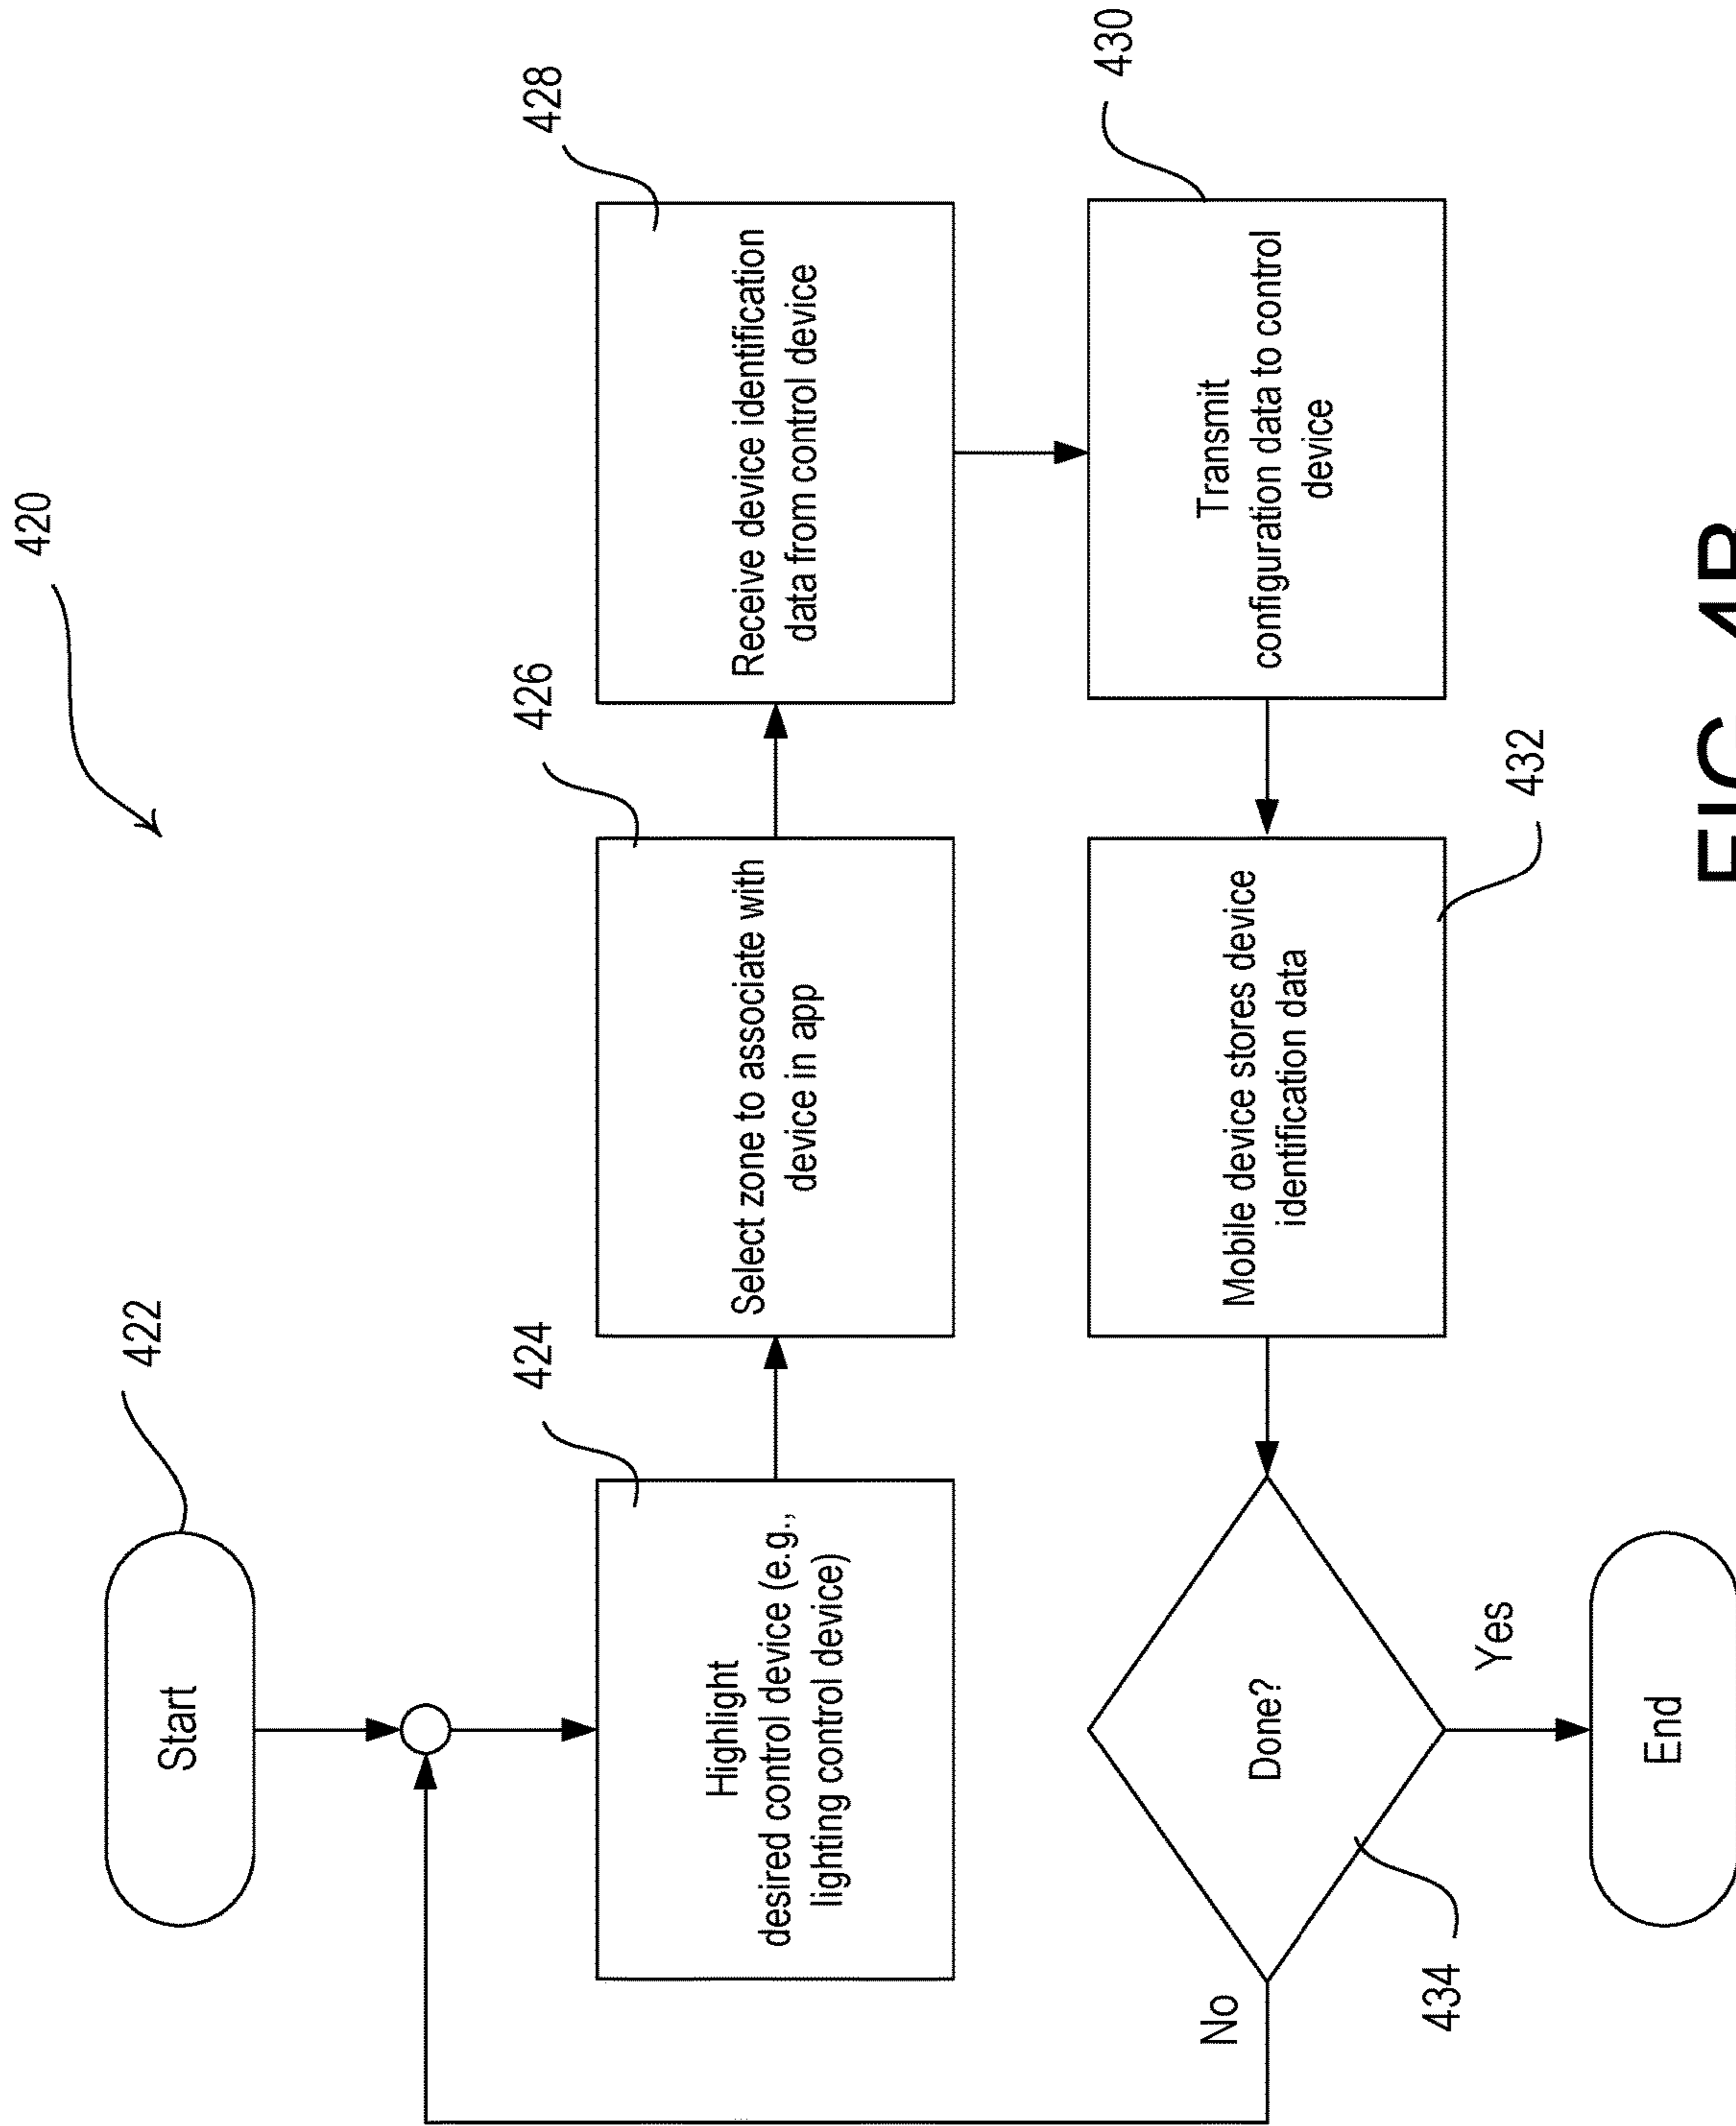 420
422
Start
424
Highlight
desired control device (e.g.,
lighting control device)
426
Select zone to associate with
device in app
428
Receive device identification
data from control device
430
Transmit
configuration data to control
device
432
Mobile device stores device
identification data
434
Done?
No
Yes
End
FIG. 4B